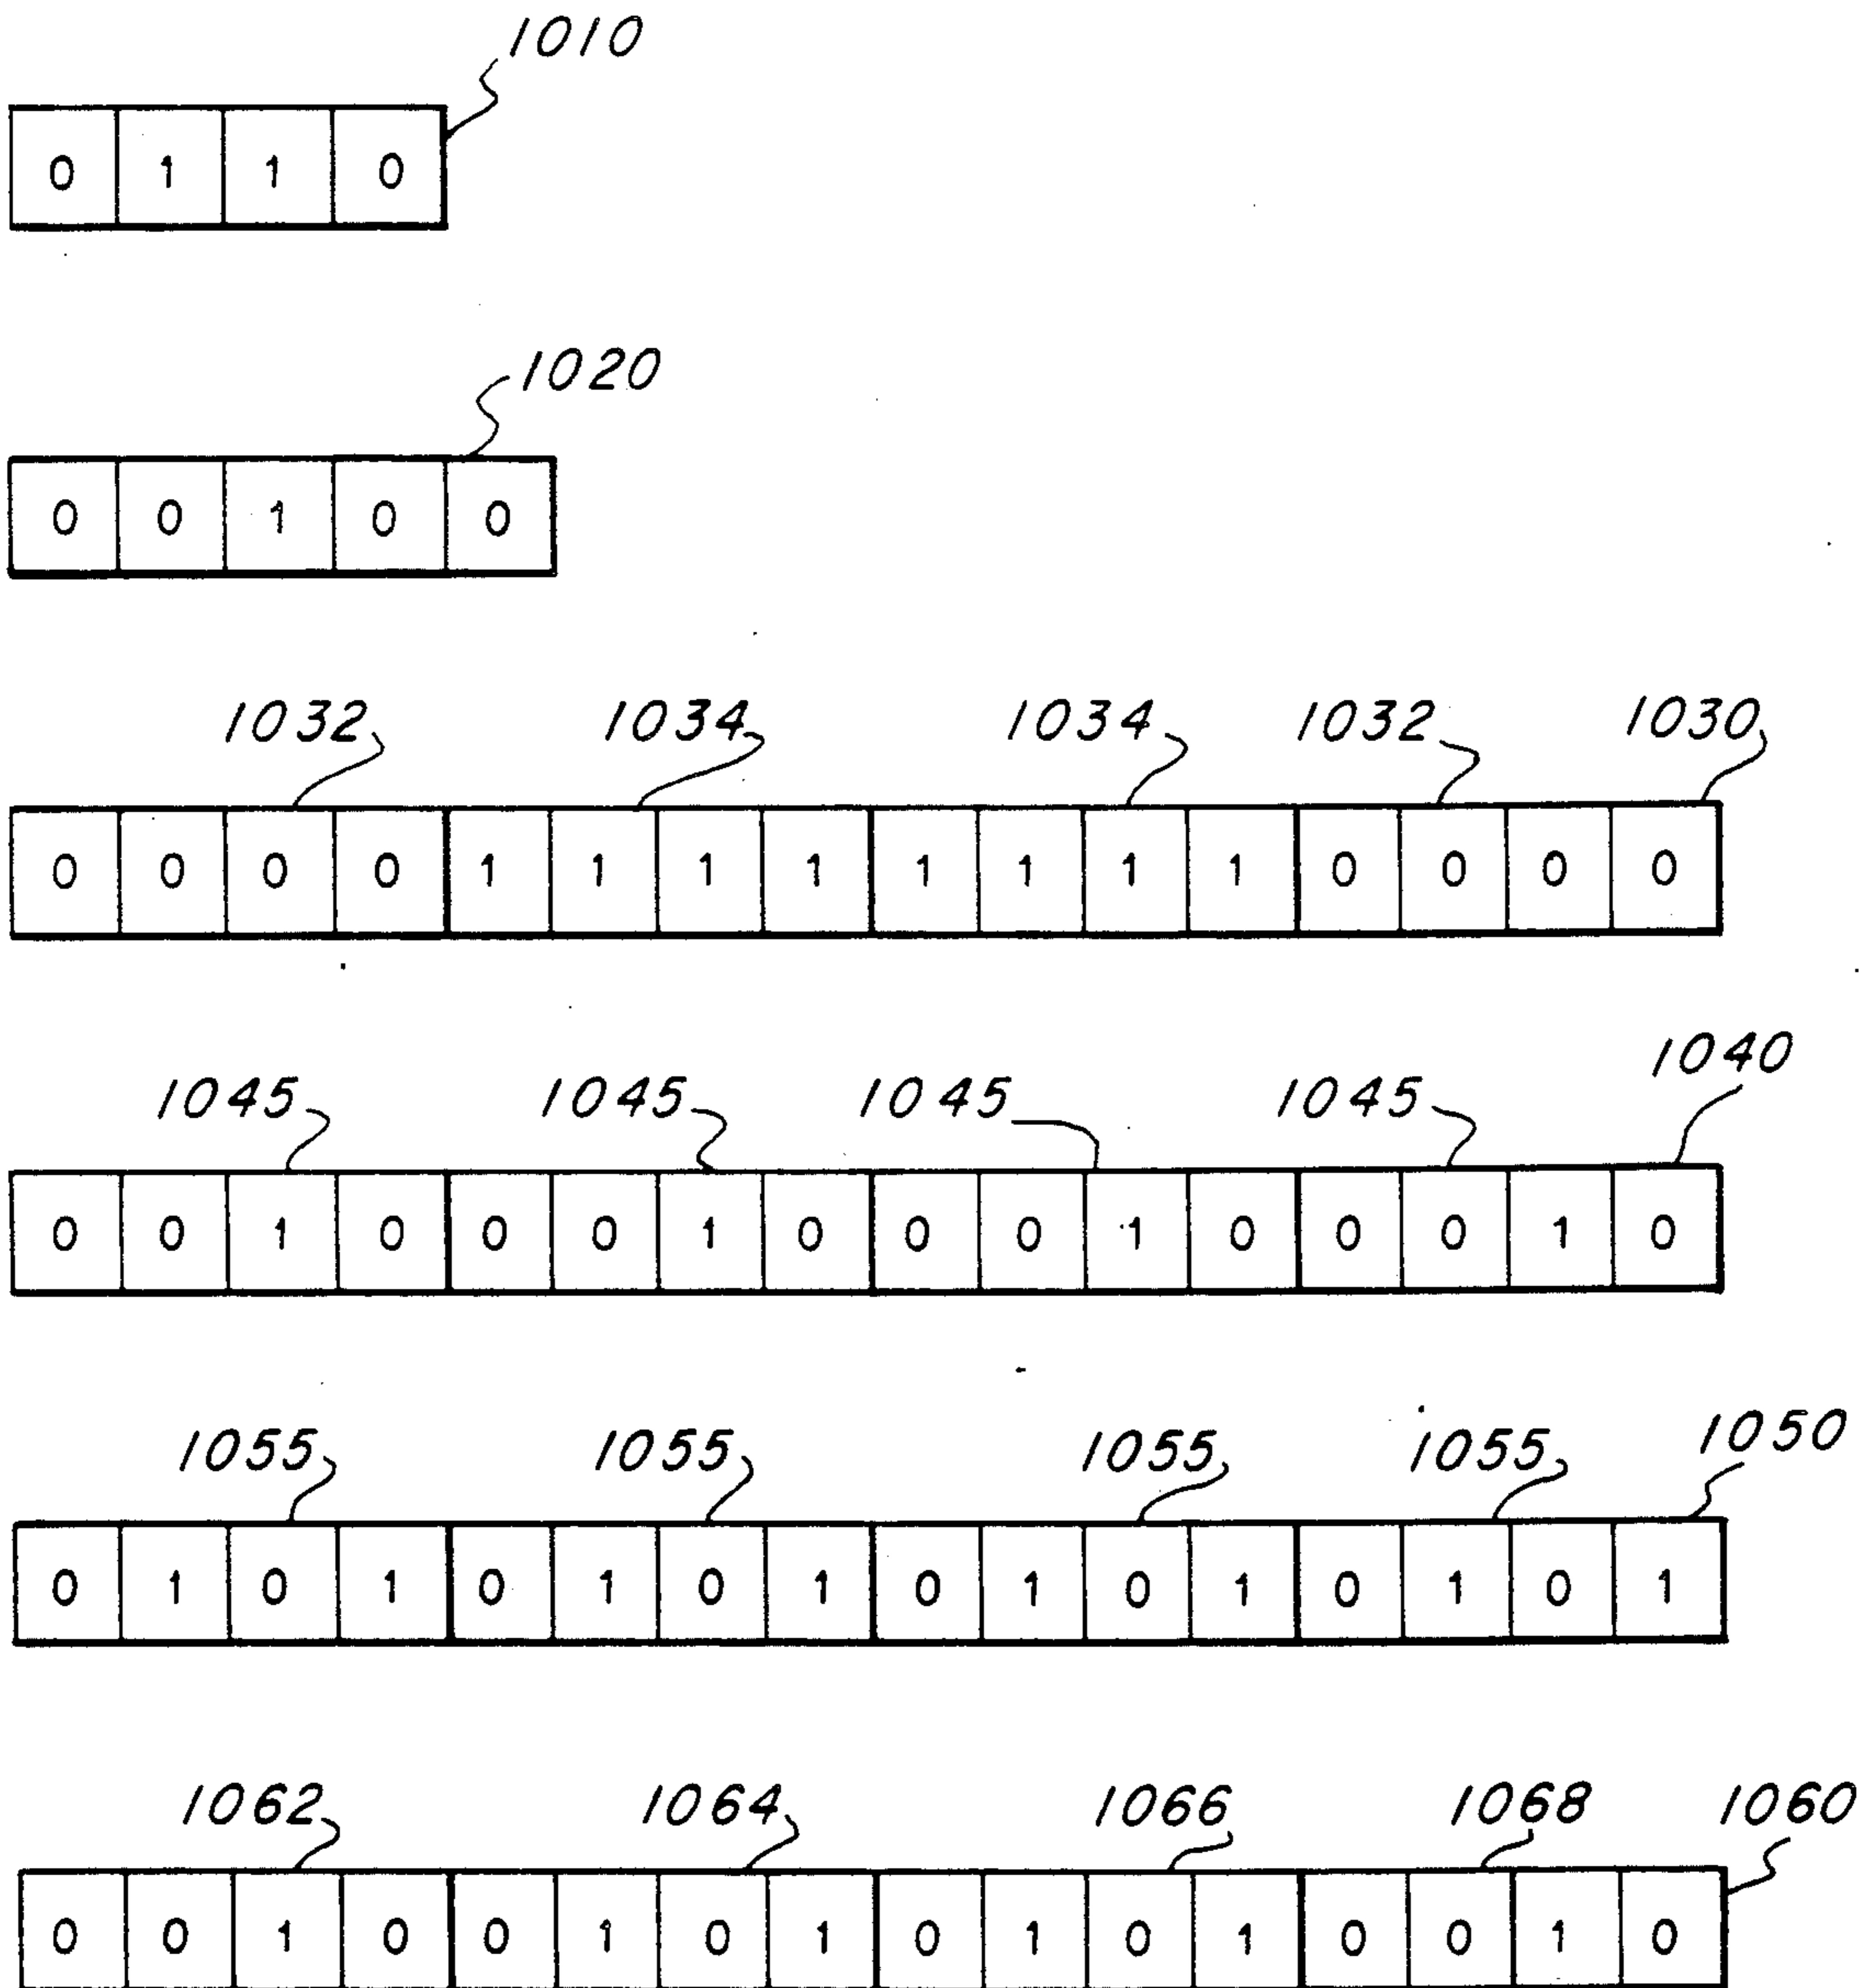 1010
0 1 1 0
1020
0 0 1 0 0
1032 1034 1034 1032 1030
0 0 0 0 1 1 1 1 1 1 1 1 0 0 0 0
1040
1045 1045 1045 1045
0 0 1 0 0 0 1 0 0 0 1 0 0 0 1 0
1055 1055 1055 1055 1050
0 1 0 1 0 1 0 1 0 1 0 1 0 1 0 1
1062 1064 1066 1068 1060
0 0 1 0 0 1 0 1 0 1 0 1 0 0 1 0